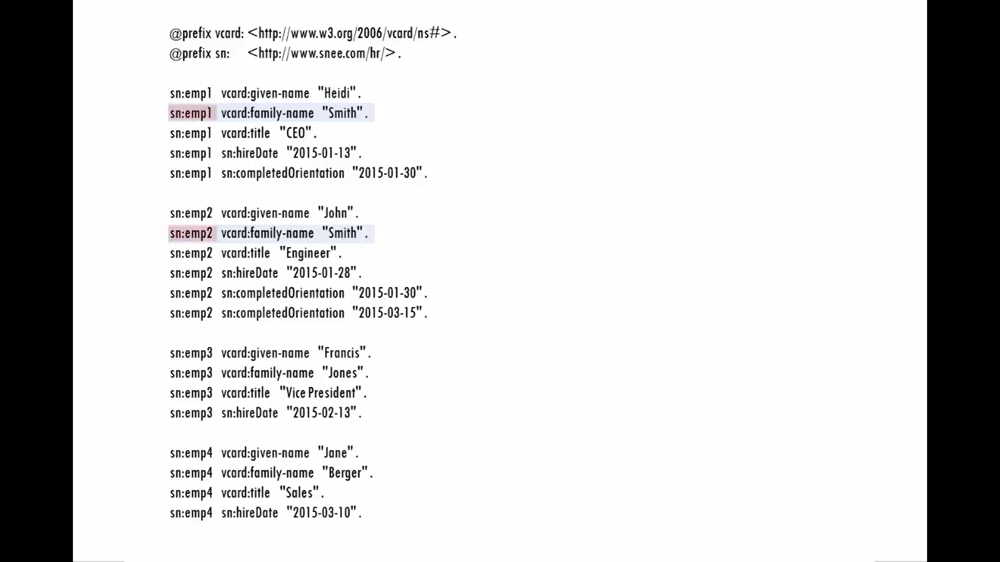 @prefix vcard: <http://www.w3.org/2006/vcard/ns#> .
@prefix sn: <http://www.snee.com/hr/> .
sn:emp1 vcard:given-name "Heidi" .
sn:emp1 vcard:family-name "Smith" .
sn:emp1 vcard:title "CEO" .
sn:emp1 sn:hireDate "2015-01-13" .
sn:emp1 sn:completedOrientation "2015-01-30" .
sn:emp2 vcard:given-name "John" .
sn:emp2 vcard:family-name "Smith" .
sn:emp2 vcard:title "Engineer" .
sn:emp2 sn:hireDate "2015-01-28" .
sn:emp2 sn:completedOrientation "2015-01-30" .
sn:emp2 sn:completedOrientation "2015-03-15" .
sn:emp3 vcard:given-name "Francis" .
sn:emp3 vcard:family-name "Jones" .
sn:emp3 vcard:title "Vice President" .
sn:emp3 sn:hireDate "2015-02-13" .
sn:emp4 vcard:given-name "Jane" .
sn:emp4 vcard:family-name "Berger" .
sn:emp4 vcard:title "Sales" .
sn:emp4 sn:hireDate "2015-03-10" .